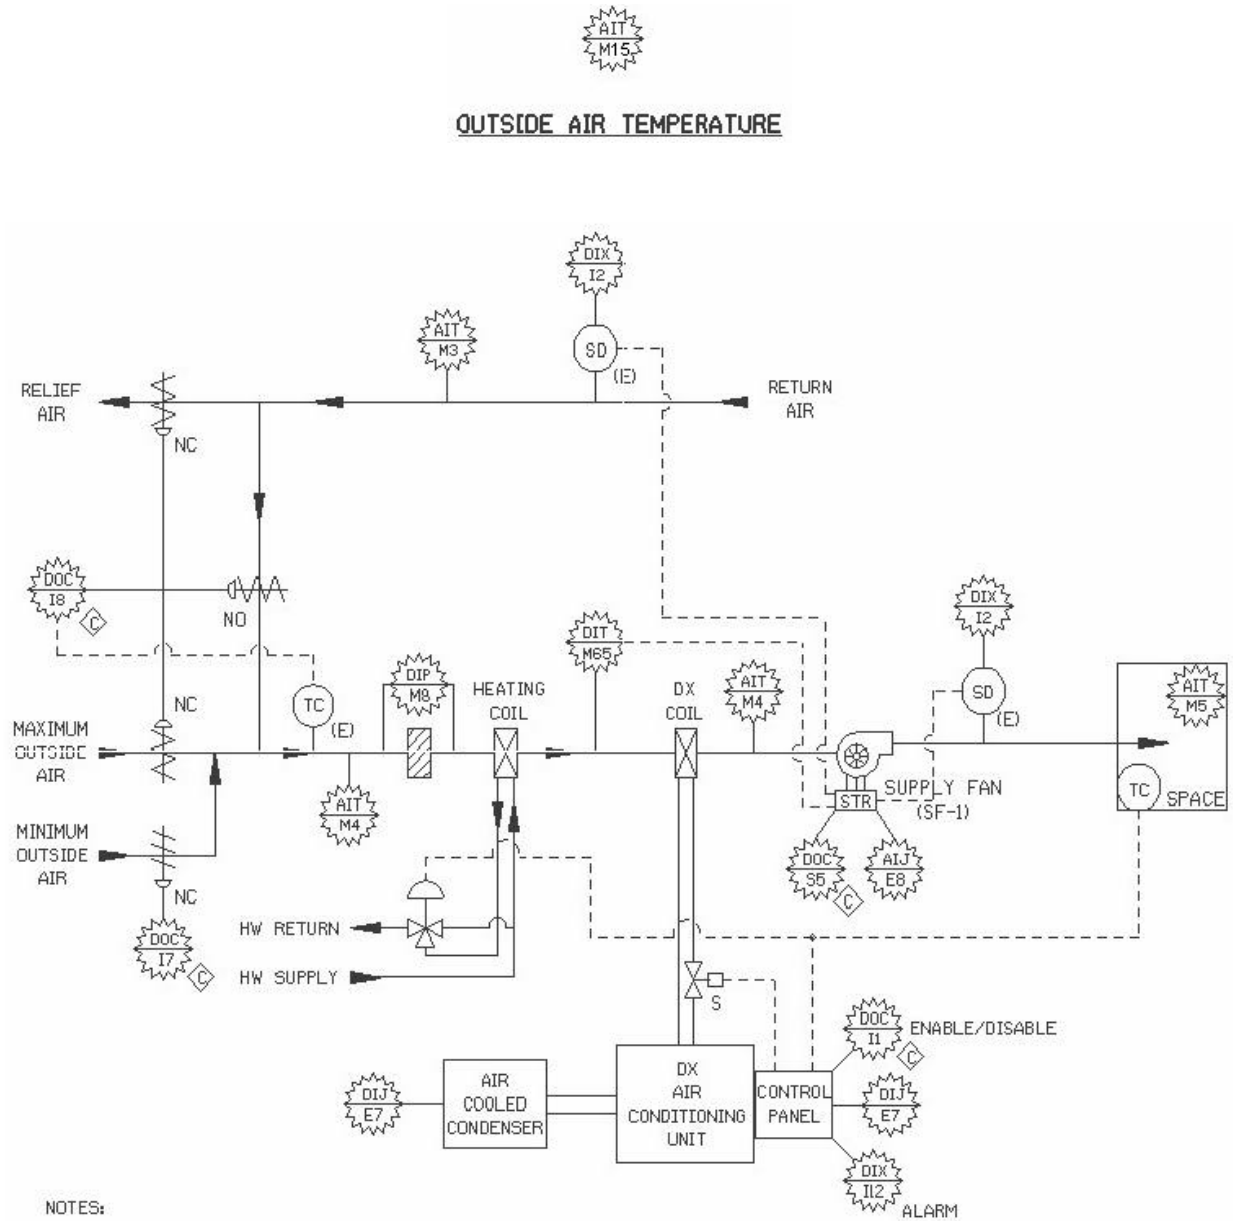 AIT
M15
OUTSIDE AIR TEMPERATURE
DIX
I2
AIT
M3
SD
(E)
RELIEF
AIR
RETURN
AIR
NC
DOC
I8
C
NO
DIT
M65
DIX
I2
DIP
M8
HEATING
COIL
DX
COIL
AIT
M4
SD
(E)
AIT
M5
NC
TC
(E)
MAXIMUM
OUTSIDE
AIR
TC
SPACE
STR
SUPPLY FAN
(SF-1)
AIT
M4
MINIMUM
OUTSIDE
AIR
NC
DOC
S5
C
AIJ
E8
DOC
I7
C
HW RETURN
HW SUPPLY
S
DOC
I1
C
ENABLE/DISABLE
DIJ
E7
AIR
COOLED
CONDENSER
DX
AIR
CONDITIONING
UNIT
CONTROL
PANEL
DIJ
E7
DIX
I12
ALARM
NOTES: